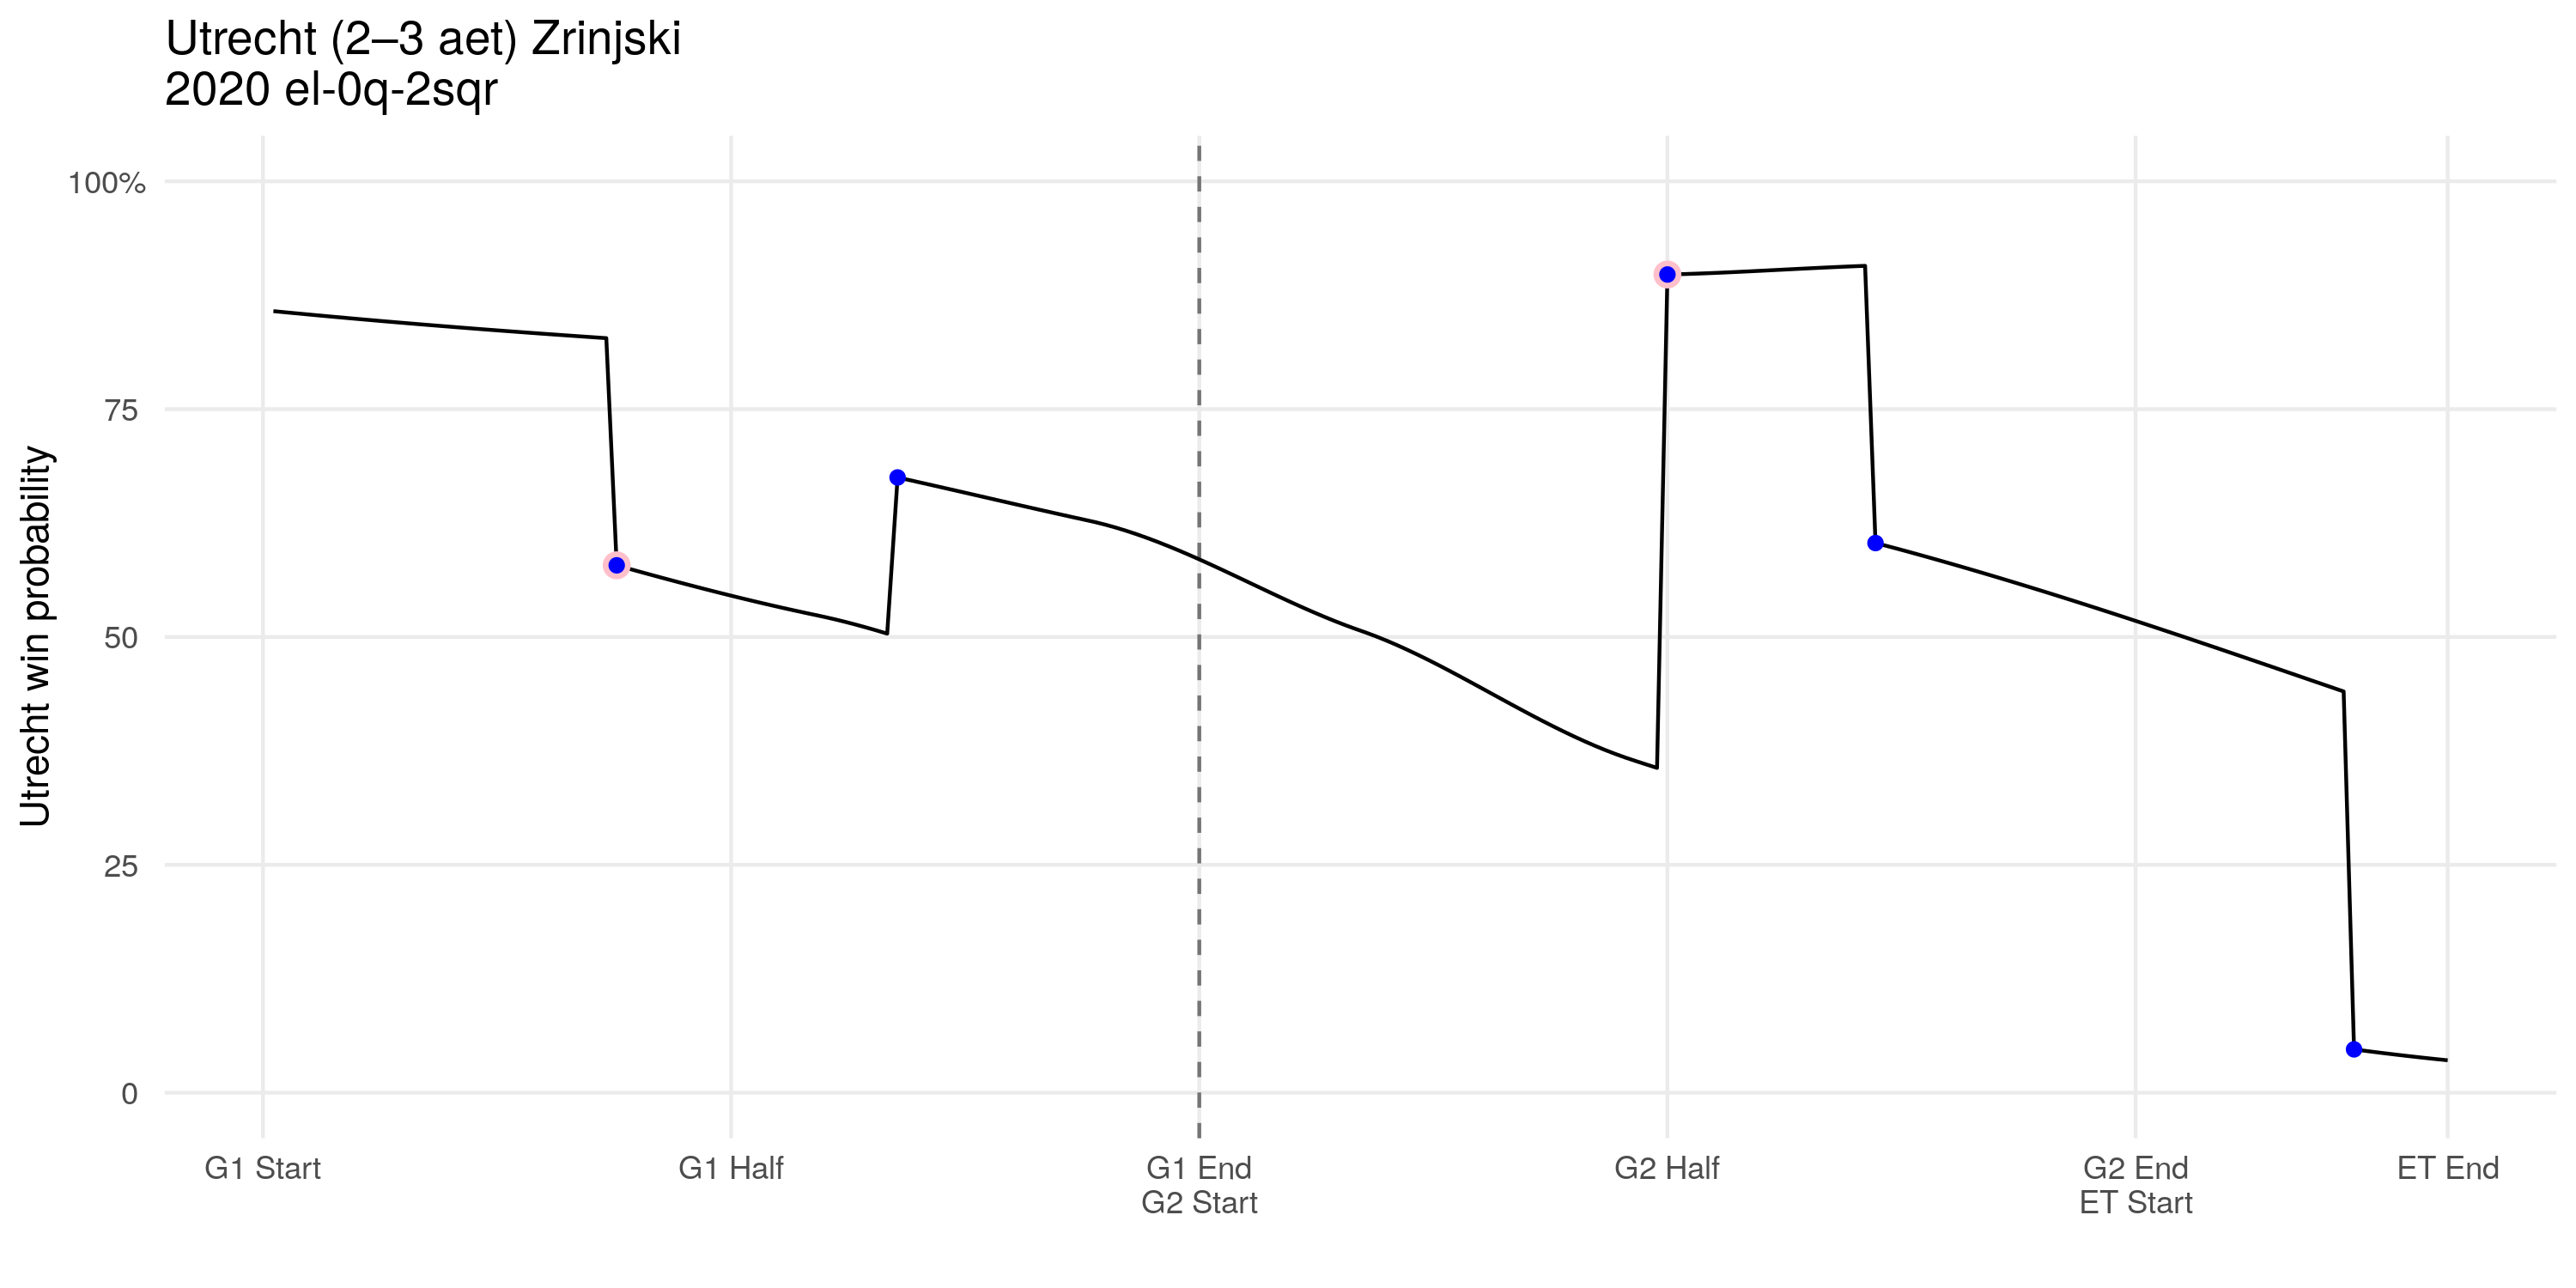 Utrecht (2–3 aet) Zrinjski
2020 el-0q-2sqr
Utrecht win probability
100%
75
50
25
0
G1 Start
G1 Half
G1 End
G2 Start
G2 Half
G2 End
ET Start
ET End